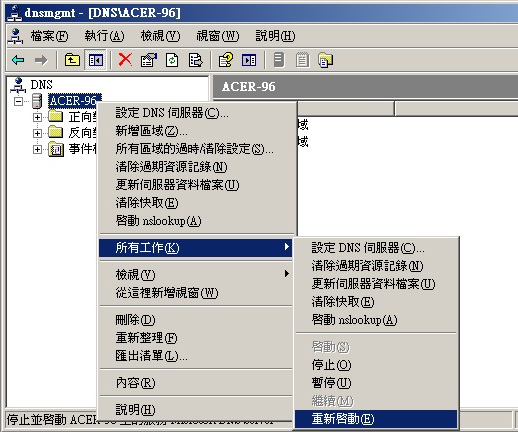 dnsmgmt - [DNS\ACER-96]
檔案(F) 執行(A) 檢視(V) 視窗(W) 說明(H)
DNS
ACER-96
正向
反向
事件
ACER-96
域
域
設定 DNS 伺服器(C)...
新增區域(Z)...
所有區域的過時/清除設定(S)...
清除過期資源記錄(N)
更新伺服器資料檔案(U)
清除快取(E)
啓動 nslookup(A)
所有工作(K)
檢視(V)
從這裡新增視窗(W)
刪除(D)
重新整理(F)
匯出清單(L)...
內容(R)
說明(H)
設定 DNS 伺服器(C)...
清除過期資源記錄(N)
更新伺服器資料檔案(U)
清除快取(E)
啓動 nslookup(A)
啓動(S)
停止(O)
暫停(U)
繼續(M)
重新啓動(E)
停止並啓動 ACER-96 上的服務 Microsoft DNS Server